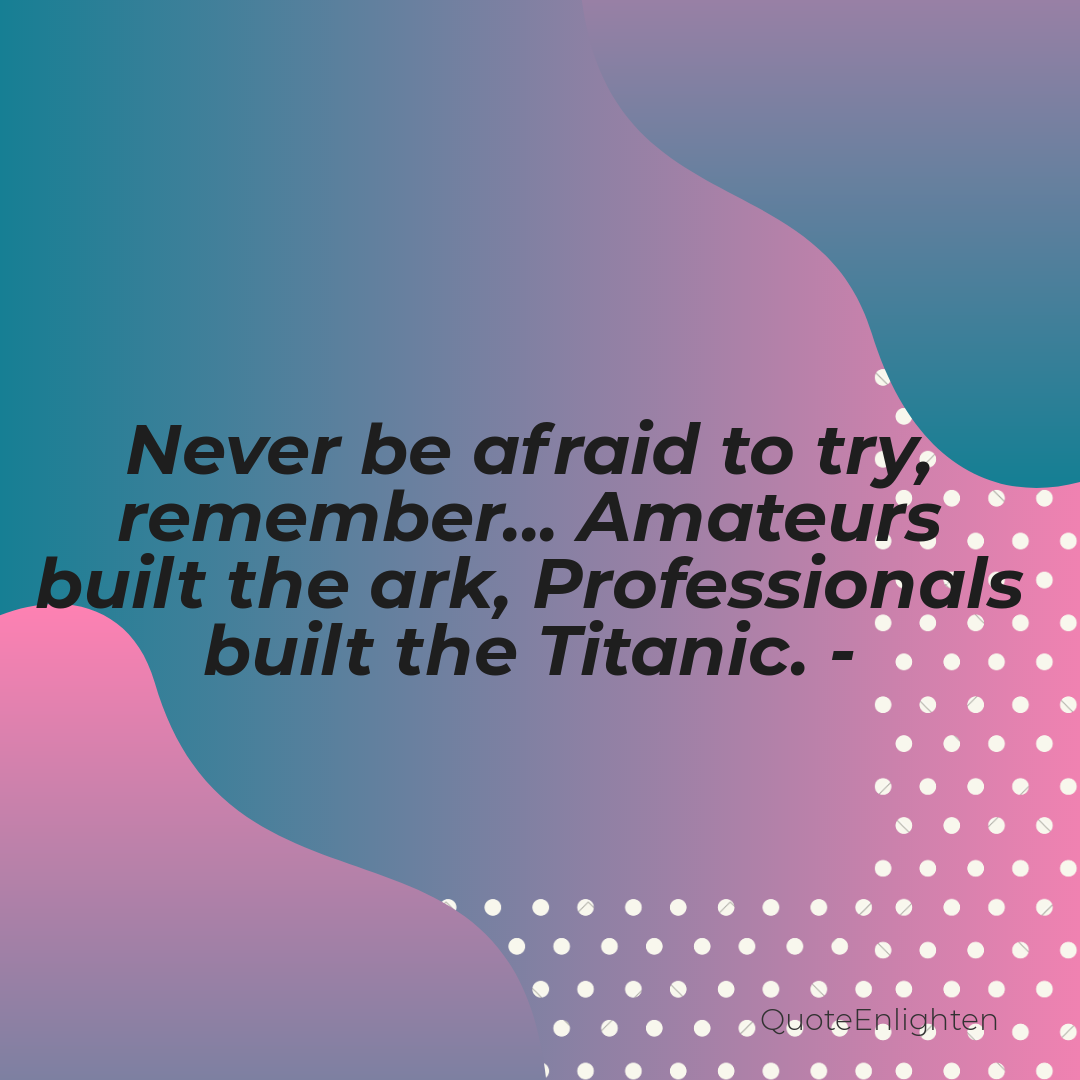 Never be afraid to try,
remember... Amateurs
built the ark, Professionals
built the Titanic. -
QuoteEnlighten